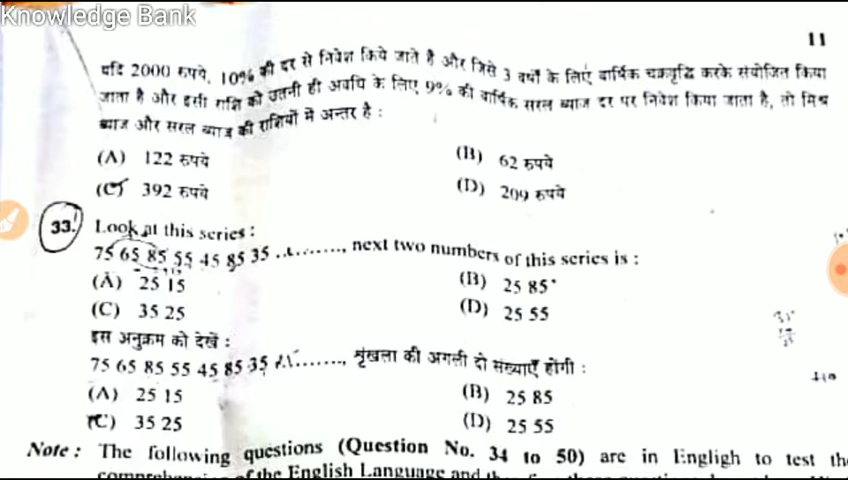 Knowledge Bank
11
यदि 2000 रुपये, 10% की दर से निवेश किये जाते है और जिसे 3 वर्षों के लिए वार्षिक चक्रवृद्धि करके संयोजित किया
जाता है और इसी राशि को उतनी ही अवधि के लिए 9% की वार्षिक सरल ब्याज दर पर निवेश किया जाता है, तो मिश्र
ब्याज और सरल ब्याज की राशियों में अन्तर है :
(A) 122 रुपये (B) 62 रुपये
(C) 392 रुपये (D) 209 रुपये
33. Look at this series :
75 65 85 55 45 85 35 ........., next two numbers of this series is :
(A) 25 15 (B) 25 85
(C) 35 25 (D) 25 55
इस अनुक्रम को देखें :
75 65 85 55 45 85 35 ........., शृंखला की अगली दो संख्याएँ होंगी :
(A) 25 15 (B) 25 85
(C) 35 25 (D) 25 55
Note : The following questions (Question No. 34 to 50) are in Engligh to test th
of the English Language and